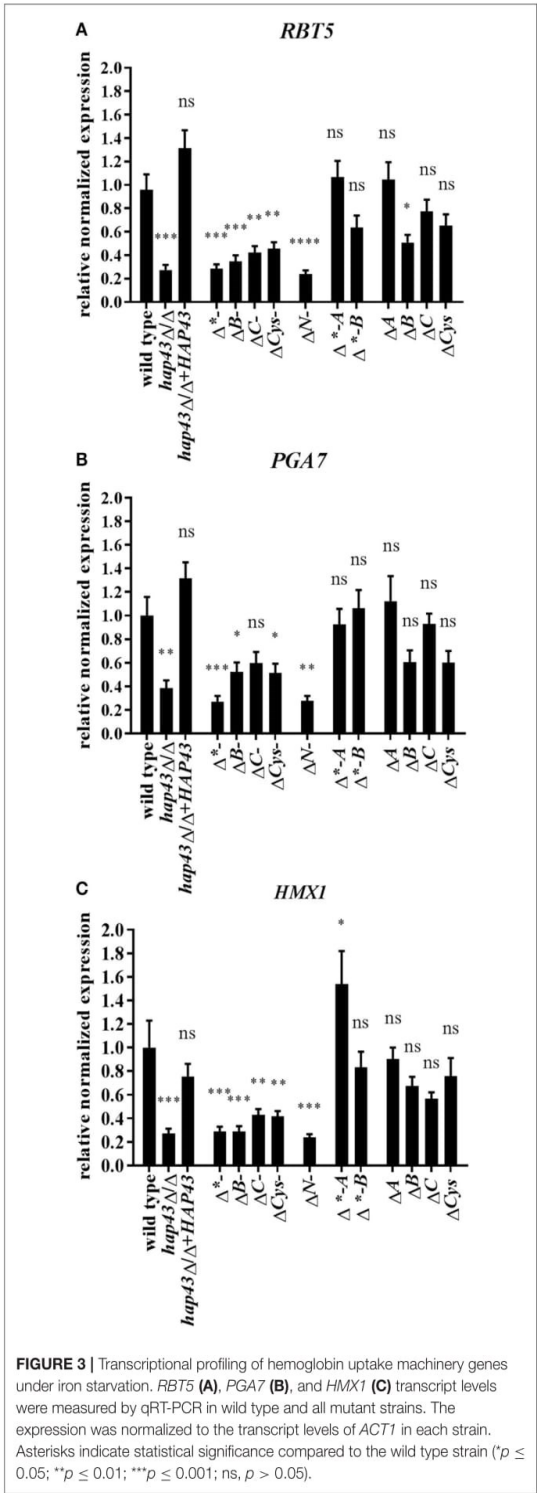 A
RBT5
relative normalized expression
2.0
1.8
1.6
1.4
1.2
1.0
0.8
0.6
0.4
0.2
0.0
***
ns
***
***
**
**
****
ns
ns
ns
*
ns
ns
wild type
hap43Δ/Δ
hap43Δ/Δ+HAP43
Δ*-
ΔB-
ΔC-
ΔCys-
ΔN-
Δ*-A
Δ*-B
ΔA
ΔB
ΔC
ΔCys
B
PGA7
relative normalized expression
2.0
1.8
1.6
1.4
1.2
1.0
0.8
0.6
0.4
0.2
0.0
**
ns
***
*
ns
*
**
ns
ns
ns
ns
ns
ns
wild type
hap43Δ/Δ
hap43Δ/Δ+HAP43
Δ*-
ΔB-
ΔC-
ΔCys-
ΔN-
Δ*-A
Δ*-B
ΔA
ΔB
ΔC
ΔCys
C
HMX1
relative normalized expression
2.0
1.8
1.6
1.4
1.2
1.0
0.8
0.6
0.4
0.2
0.0
***
ns
***
***
**
**
***
*
ns
ns
ns
ns
ns
wild type
hap43Δ/Δ
hap43Δ/Δ+HAP43
Δ*-
ΔB-
ΔC-
ΔCys-
ΔN-
Δ*-A
Δ*-B
ΔA
ΔB
ΔC
ΔCys
FIGURE 3 | Transcriptional profiling of hemoglobin uptake machinery genes
under iron starvation. RBT5 (A), PGA7 (B), and HMX1 (C) transcript levels
were measured by qRT-PCR in wild type and all mutant strains. The
expression was normalized to the transcript levels of ACT1 in each strain.
Asterisks indicate statistical significance compared to the wild type strain (*p ≤
0.05; **p ≤ 0.01; ***p ≤ 0.001; ns, p > 0.05).